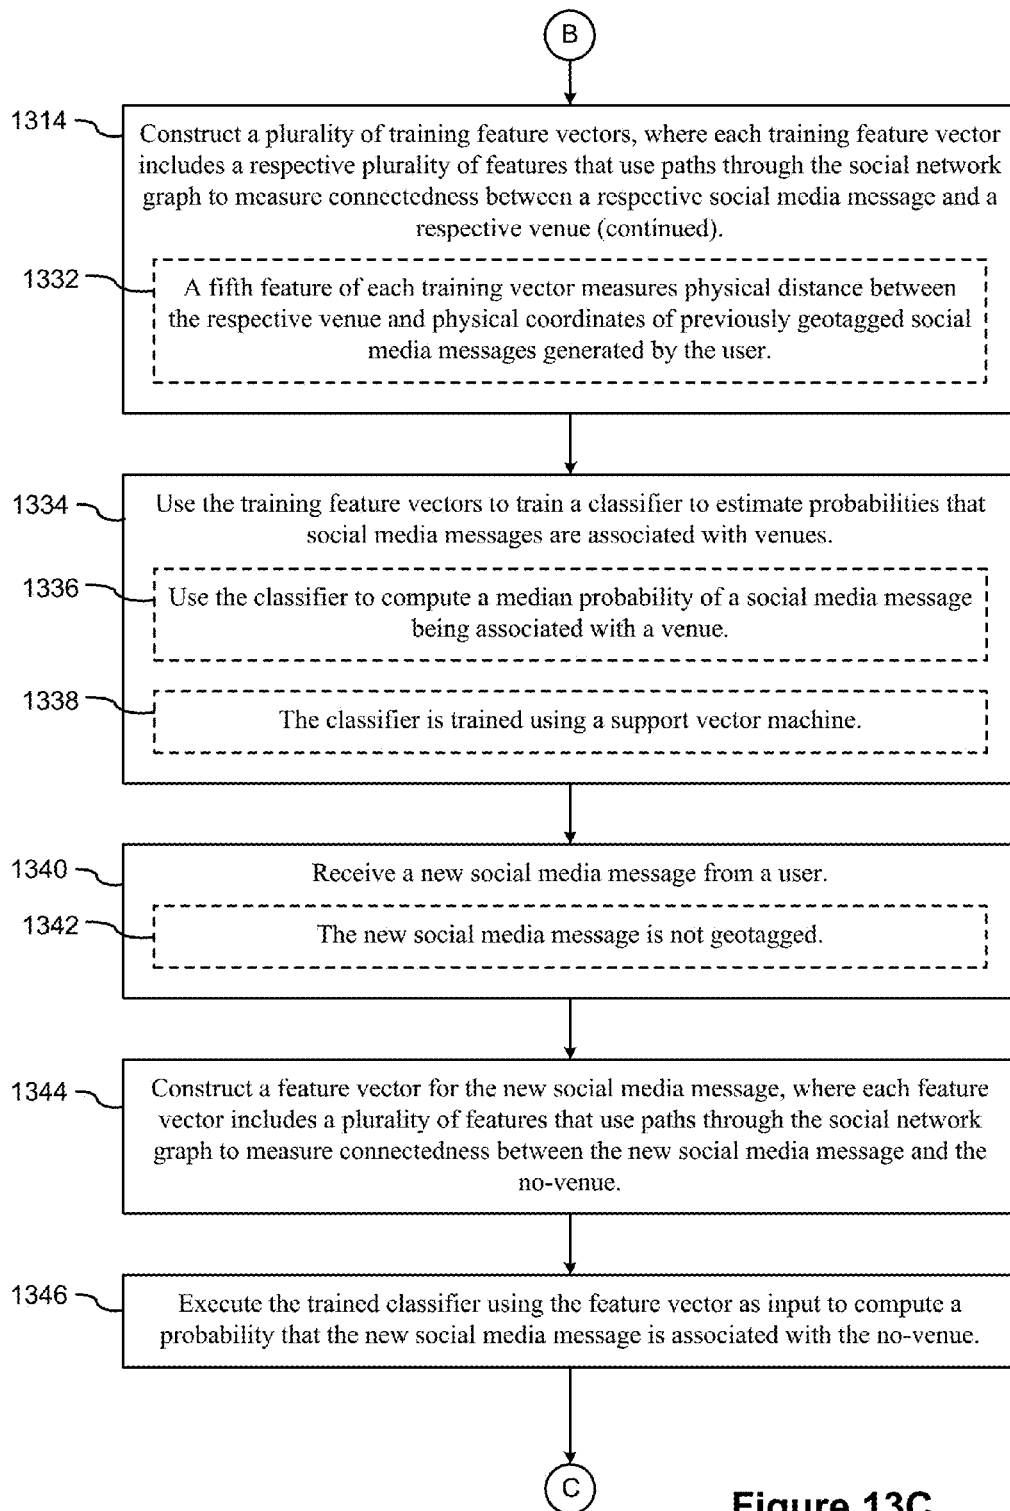 B
1314
Construct a plurality of training feature vectors, where each training feature vector
includes a respective plurality of features that use paths through the social network
graph to measure connectedness between a respective social media message and a
respective venue (continued).
1332
A fifth feature of each training vector measures physical distance between
the respective venue and physical coordinates of previously geotagged social
media messages generated by the user.
1334
Use the training feature vectors to train a classifier to estimate probabilities that
social media messages are associated with venues.
1336
Use the classifier to compute a median probability of a social media message
being associated with a venue.
1338
The classifier is trained using a support vector machine.
1340
Receive a new social media message from a user.
1342
The new social media message is not geotagged.
1344
Construct a feature vector for the new social media message, where each feature
vector includes a plurality of features that use paths through the social network
graph to measure connectedness between the new social media message and the
no-venue.
1346
Execute the trained classifier using the feature vector as input to compute a
probability that the new social media message is associated with the no-venue.
C
Figure 13C